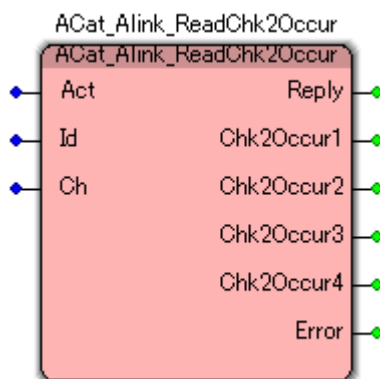 ACat_Alink_ReadChk2Occur
ACat_Alink_ReadChk2Occur
Act Reply
Id Chk2Occur1
Ch Chk2Occur2
Chk2Occur3
Chk2Occur4
Error